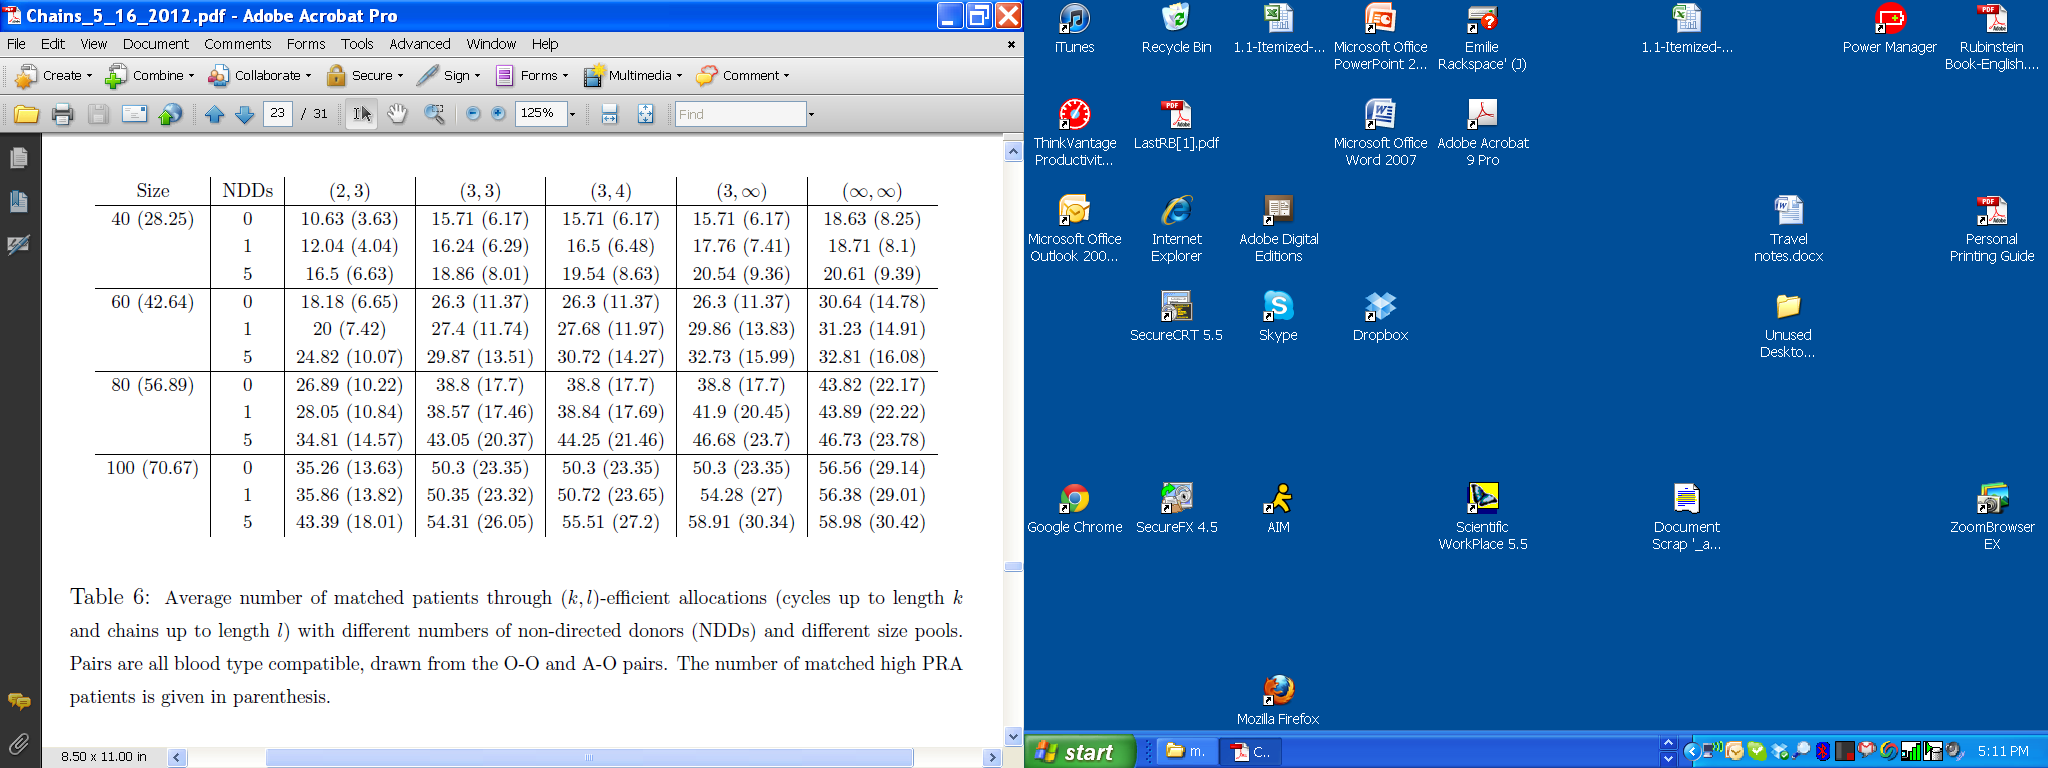 Chains_5_16_2012.pdf - Adobe Acrobat Pro
File Edit View Document Comments Forms Tools Advanced Window Help
Create Combine Collaborate Secure Sign Forms Multimedia Comment
23 / 31 125% Find
Size NDDs (2, 3) (3, 3) (3, 4) (3, ∞) (∞, ∞)
40 (28.25) 0 10.63 (3.63) 15.71 (6.17) 15.71 (6.17) 15.71 (6.17) 18.63 (8.25)
1 12.04 (4.04) 16.24 (6.29) 16.5 (6.48) 17.76 (7.41) 18.71 (8.1)
5 16.5 (6.63) 18.86 (8.01) 19.54 (8.63) 20.54 (9.36) 20.61 (9.39)
60 (42.64) 0 18.18 (6.65) 26.3 (11.37) 26.3 (11.37) 26.3 (11.37) 30.64 (14.78)
1 20 (7.42) 27.4 (11.74) 27.68 (11.97) 29.86 (13.83) 31.23 (14.91)
5 24.82 (10.07) 29.87 (13.51) 30.72 (14.27) 32.73 (15.99) 32.81 (16.08)
80 (56.89) 0 26.89 (10.22) 38.8 (17.7) 38.8 (17.7) 38.8 (17.7) 43.82 (22.17)
1 28.05 (10.84) 38.57 (17.46) 38.84 (17.69) 41.9 (20.45) 43.89 (22.22)
5 34.81 (14.57) 43.05 (20.37) 44.25 (21.46) 46.68 (23.7) 46.73 (23.78)
100 (70.67) 0 35.26 (13.63) 50.3 (23.35) 50.3 (23.35) 50.3 (23.35) 56.56 (29.14)
1 35.86 (13.82) 50.35 (23.32) 50.72 (23.65) 54.28 (27) 56.38 (29.01)
5 43.39 (18.01) 54.31 (26.05) 55.51 (27.2) 58.91 (30.34) 58.98 (30.42)
Table 6: Average number of matched patients through (k, l)-efficient allocations (cycles up to length k
and chains up to length l) with different numbers of non-directed donors (NDDs) and different size pools.
Pairs are all blood type compatible, drawn from the O-O and A-O pairs. The number of matched high PRA
patients is given in parenthesis.
8.50 x 11.00 in
iTunes
Recycle Bin
1.1-Itemized-...
Microsoft Office
PowerPoint 2...
Emilie
Rackspace' (J)
1.1-Itemized-...
Power Manager
Rubinstein
Book-English....
ThinkVantage
Productivit...
LastRB[1].pdf
Microsoft Office
Word 2007
Adobe Acrobat
9 Pro
Microsoft Office
Outlook 200...
Internet
Explorer
Adobe Digital
Editions
Travel
notes.docx
Personal
Printing Guide
SecureCRT 5.5
Skype
Dropbox
Unused
Deskto...
Google Chrome
SecureFX 4.5
AIM
Scientific
WorkPlace 5.5
Document
Scrap '_a...
ZoomBrowser
EX
Mozilla Firefox
start m. C.. 5:11 PM